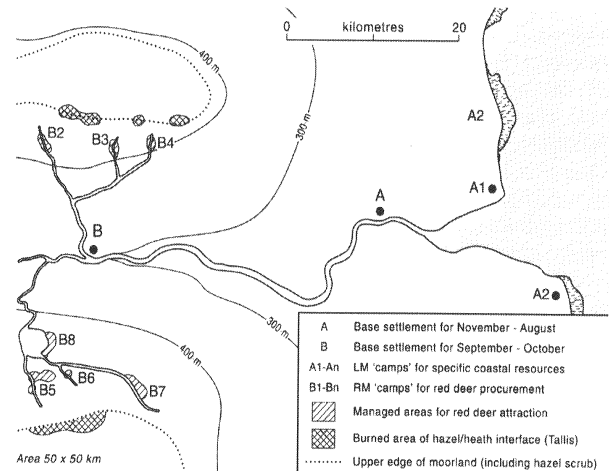 0 kilometres 20
400 m
300 m
A2
B2 B3 B4
A1
A
B
A2
300 m
400 m
B8
B6
B5
B7
Area 50 x 50 km
A Base settlement for November - August
B Base settlement for September - October
A1-An LM 'camps' for specific coastal resources
B1-Bn RM 'camps' for red deer procurement
Managed areas for red deer attraction
Burned area of hazel/heath interface (Tallis)
Upper edge of moorland (including hazel scrub)